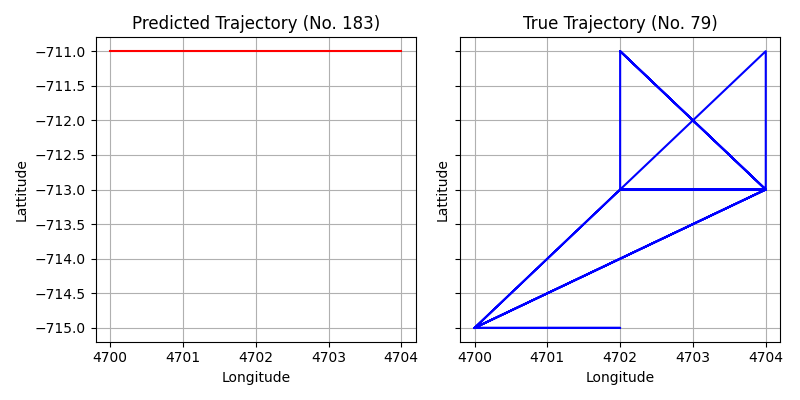 Predicted Trajectory (No. 183)
−711.0
−711.5
−712.0
−712.5
−713.0
−713.5
−714.0
−714.5
−715.0
Lattitude
4700 4701 4702 4703 4704
Longitude
True Trajectory (No. 79)
Lattitude
4700 4701 4702 4703 4704
Longitude